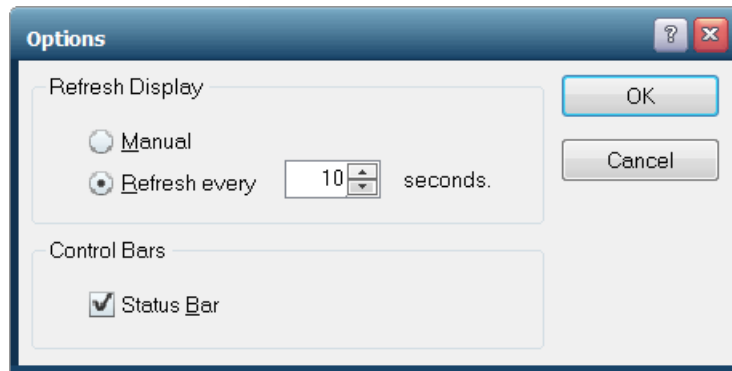 Options
Refresh Display
OK
Manual
Cancel
Refresh every 10 seconds.
Control Bars
Status Bar